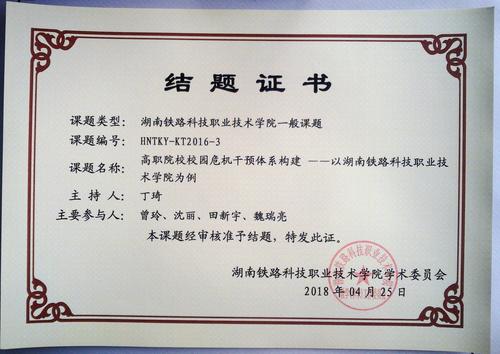 结题证书
课题类型：湖南铁路科技职业技术学院一般课题
课题编号：HNTKY-KT2016-3
课题名称：高职院校校园危机干预体系构建 ——以湖南铁路科技职业技
术学院为例
主 持 人：丁琦
主要参与人：曾玲、沈丽、田新宇、魏瑞亮
本课题经审核准予结题，特发此证。
湖南铁路科技职业技术学院学术委员会
2018 年 04 月 25 日